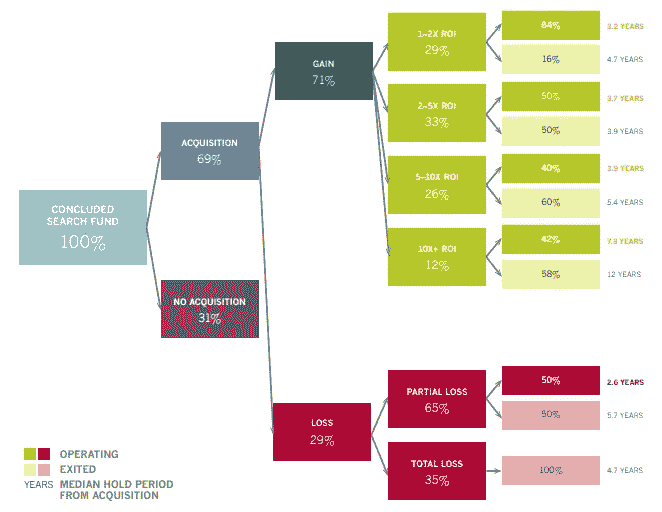 CONCLUDED
SEARCH FUND
100%
ACQUISITION
69%
NO ACQUISITION
31%
GAIN
71%
1–2X ROI
29%
84%
3.2 YEARS
16%
4.7 YEARS
2–5X ROI
33%
50%
3.7 YEARS
50%
3.9 YEARS
5–10X ROI
26%
40%
3.9 YEARS
60%
5.4 YEARS
10X+ ROI
12%
42%
7.3 YEARS
58%
12 YEARS
LOSS
29%
PARTIAL LOSS
65%
50%
2.6 YEARS
50%
5.7 YEARS
TOTAL LOSS
35%
100%
4.7 YEARS
OPERATING
EXITED
YEARS MEDIAN HOLD PERIOD
FROM ACQUISITION